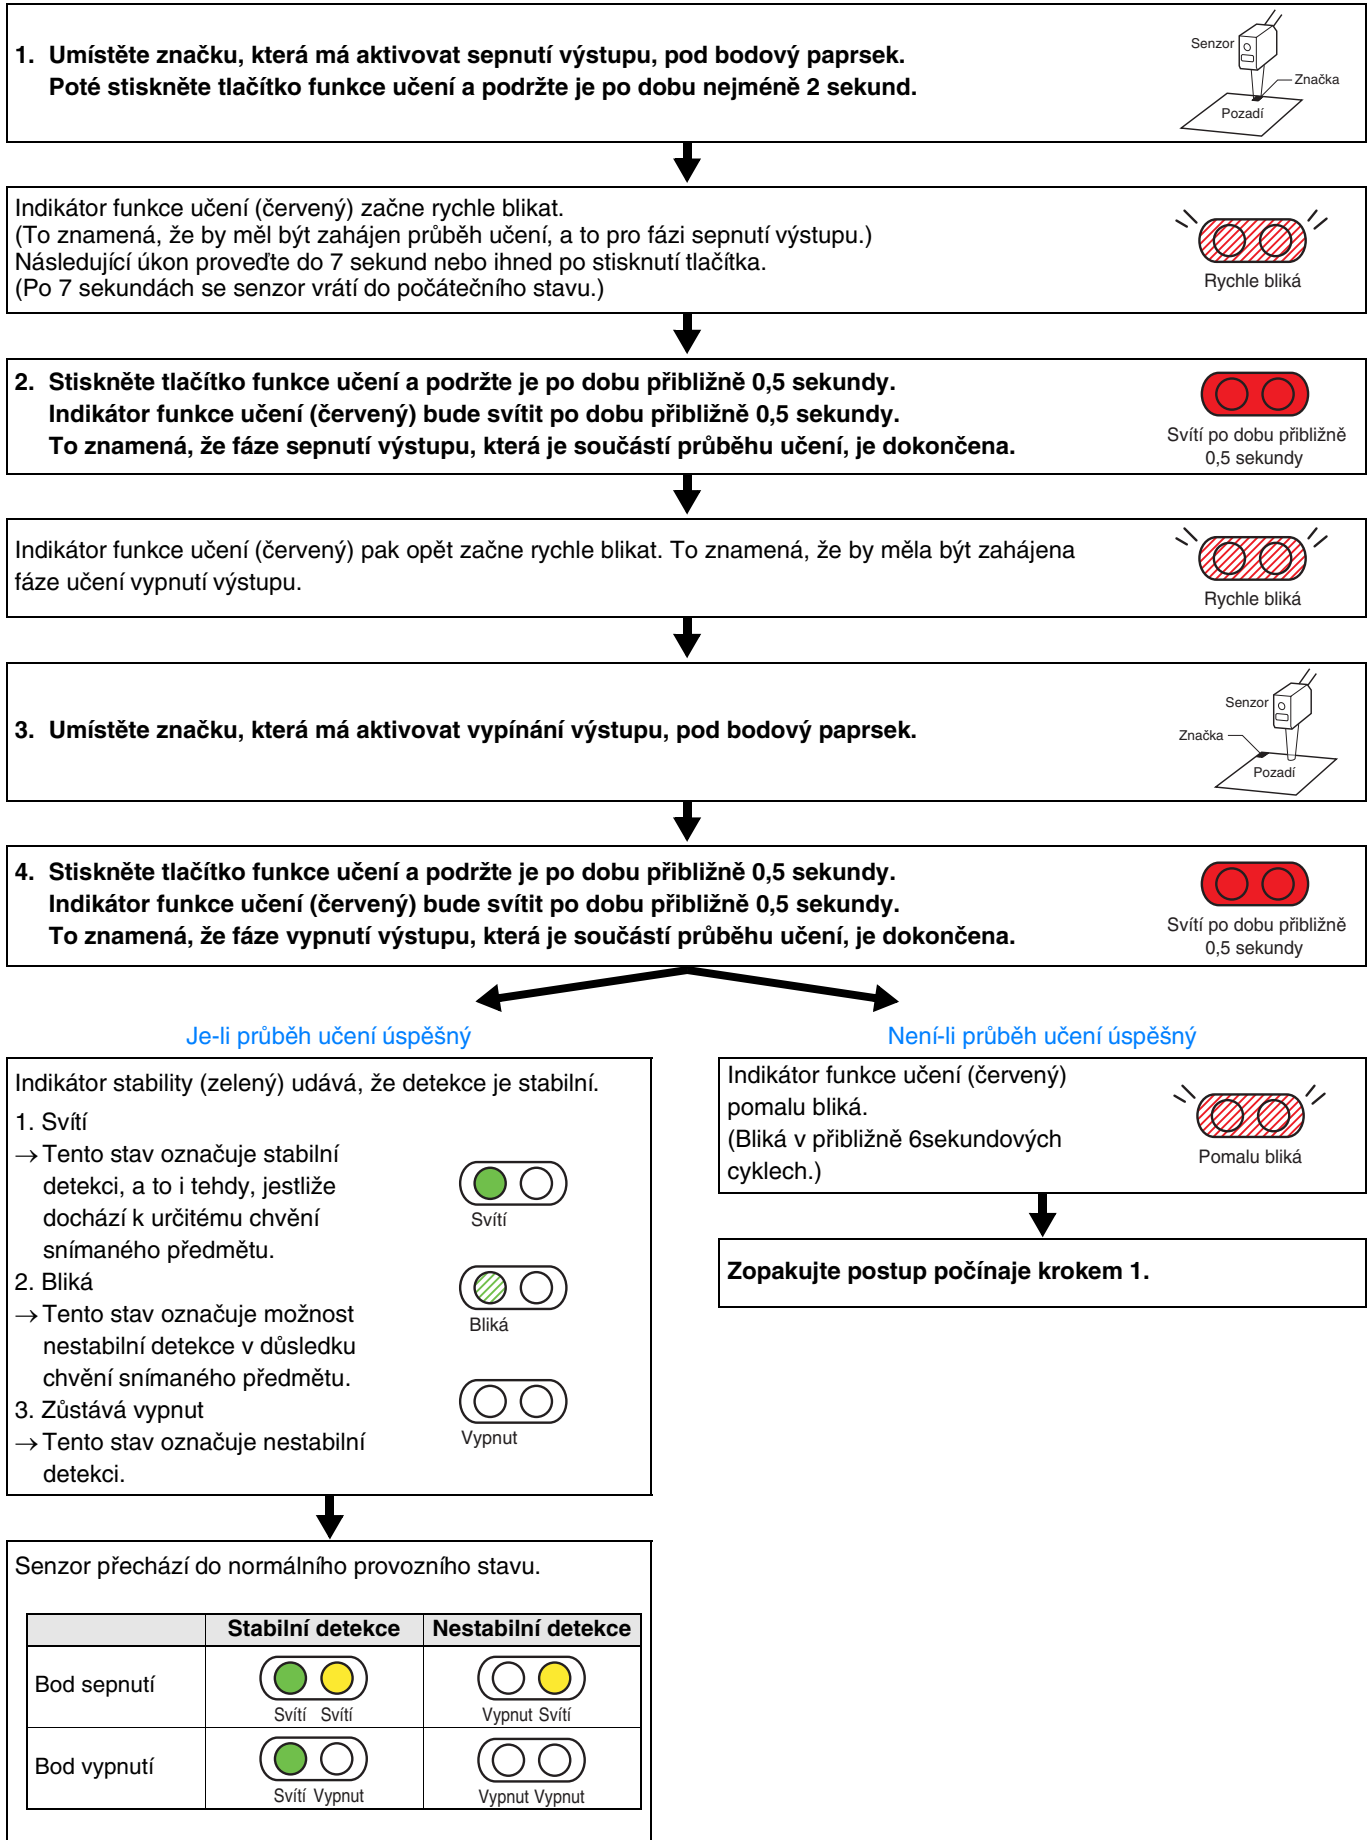 1. Umístěte značku, která má aktivovat sepnutí výstupu, pod bodový paprsek.
Poté stiskněte tlačítko funkce učení a podržte je po dobu nejméně 2 sekund.
Senzor
Značka
Pozadí
Indikátor funkce učení (červený) začne rychle blikat.
(To znamená, že by měl být zahájen průběh učení, a to pro fázi sepnutí výstupu.)
Následující úkon proveďte do 7 sekund nebo ihned po stisknutí tlačítka.
(Po 7 sekundách se senzor vrátí do počátečního stavu.)
Rychle bliká
2. Stiskněte tlačítko funkce učení a podržte je po dobu přibližně 0,5 sekundy.
Indikátor funkce učení (červený) bude svítit po dobu přibližně 0,5 sekundy.
To znamená, že fáze sepnutí výstupu, která je součástí průběhu učení, je dokončena.
Svítí po dobu přibližně
0,5 sekundy
Indikátor funkce učení (červený) pak opět začne rychle blikat. To znamená, že by měla být zahájena
fáze učení vypnutí výstupu.
Rychle bliká
3. Umístěte značku, která má aktivovat vypínání výstupu, pod bodový paprsek.
Senzor
Značka
Pozadí
4. Stiskněte tlačítko funkce učení a podržte je po dobu přibližně 0,5 sekundy.
Indikátor funkce učení (červený) bude svítit po dobu přibližně 0,5 sekundy.
To znamená, že fáze vypnutí výstupu, která je součástí průběhu učení, je dokončena.
Svítí po dobu přibližně
0,5 sekundy
Je-li průběh učení úspěšný
Indikátor stability (zelený) udává, že detekce je stabilní.
1. Svítí
→ Tento stav označuje stabilní
detekci, a to i tehdy, jestliže
dochází k určitému chvění
snímaného předmětu.
Svítí
2. Bliká
→ Tento stav označuje možnost
nestabilní detekce v důsledku
chvění snímaného předmětu.
Bliká
3. Zůstává vypnut
→ Tento stav označuje nestabilní
detekci.
Vypnut
Senzor přechází do normálního provozního stavu.
Stabilní detekce Nestabilní detekce
Bod sepnutí
Svítí Svítí
Vypnut Svítí
Bod vypnutí
Svítí Vypnut
Vypnut Vypnut
Není-li průběh učení úspěšný
Indikátor funkce učení (červený)
pomalu bliká.
(Bliká v přibližně 6sekundových
cyklech.)
Pomalu bliká
Zopakujte postup počínaje krokem 1.